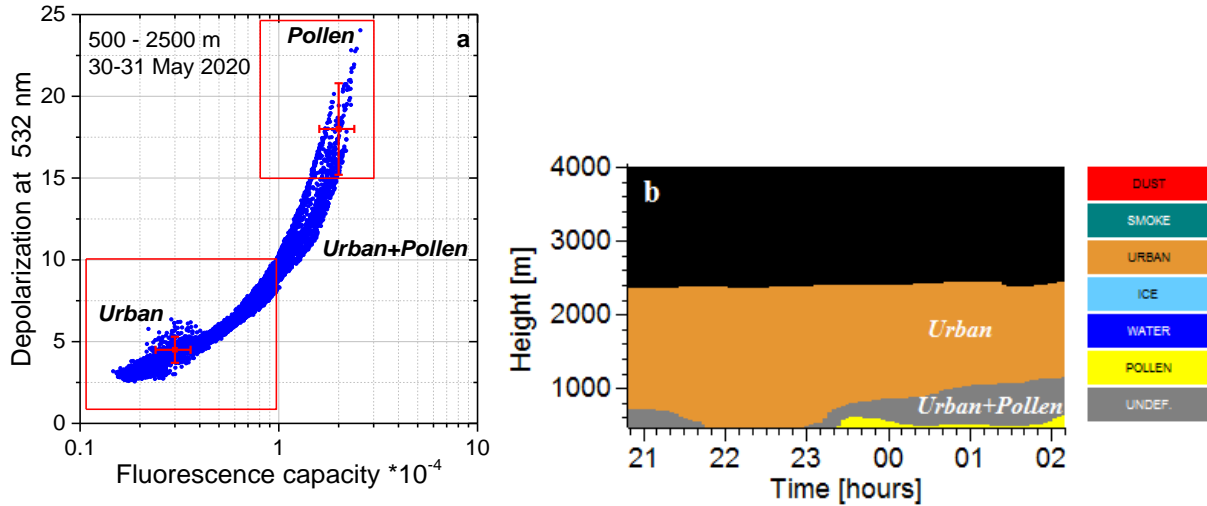 25
20
15
10
5
0
Depolarization at 532 nm
500 - 2500 m
30-31 May 2020
Pollen
a
Urban+Pollen
Urban
0.1
1
10
Fluorescence capacity *10-4
4000
3000
2000
1000
Height [m]
b
Urban
Urban+Pollen
21
22
23
00
01
02
Time [hours]
DUST
SMOKE
URBAN
ICE
WATER
POLLEN
UNDEF.